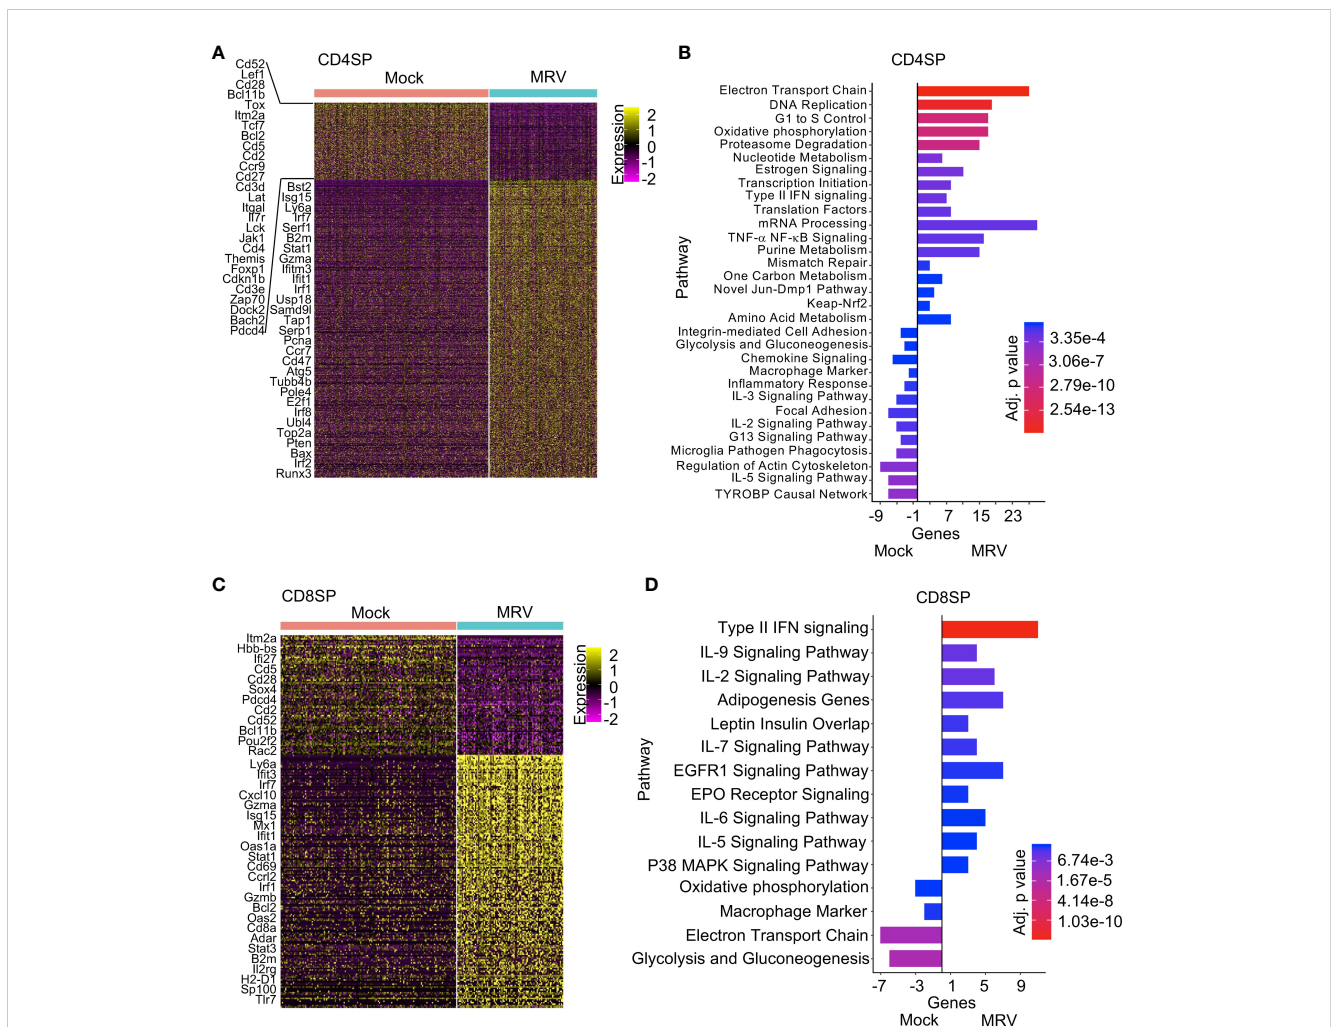 A
CD4SP
Mock
MRV
Cd52
Lef1
Cd28
Bcl11b
Tox
Itm2a
Tcf7
Bcl2
Cd5
Cd2
Ccr9
Cd27
Cd3d
Lat
Itgal
Il7r
Lck
Jak1
Cd4
Themis
Foxp1
Cdkn1b
Cd3e
Zap70
Dock2
Bach2
Pdcd4
Bst2
Isg15
Ly6a
Irf7
Serf1
B2m
Stat1
Gzma
Ifitm3
Ifit1
Irf1
Usp18
Samd9l
Tap1
Serp1
Pcna
Ccr7
Cd47
Atg5
Tubb4b
Pole4
E2f1
Irf8
Ubl4
Top2a
Pten
Bax
Irf2
Runx3
Expression
2
1
0
-1
-2
B
CD4SP
Pathway
Electron Transport Chain
DNA Replication
G1 to S Control
Oxidative phosphorylation
Proteasome Degradation
Nucleotide Metabolism
Estrogen Signaling
Transcription Initiation
Type II IFN signaling
Translation Factors
mRNA Processing
TNF-α NF-κB Signaling
Purine Metabolism
Mismatch Repair
One Carbon Metabolism
Novel Jun-Dmp1 Pathway
Keap-Nrf2
Amino Acid Metabolism
Integrin-mediated Cell Adhesion
Glycolysis and Gluconeogenesis
Chemokine Signaling
Macrophage Marker
Inflammatory Response
IL-3 Signaling Pathway
Focal Adhesion
IL-2 Signaling Pathway
G13 Signaling Pathway
Microglia Pathogen Phagocytosis
Regulation of Actin Cytoskeleton
IL-5 Signaling Pathway
TYROBP Causal Network
-9 -1 7 15 23
Genes
Mock MRV
Adj. p value
3.35e-4
3.06e-7
2.79e-10
2.54e-13
C
CD8SP
Mock
MRV
Itm2a
Hbb-bs
Ifi27
Cd5
Cd28
Sox4
Pdcd4
Cd2
Cd52
Bcl11b
Pou2f2
Rac2
Ly6a
Ifit3
Irf7
Cxcl10
Gzma
Isg15
Mx1
Ifit1
Oas1a
Stat1
Cd69
Ccrl2
Irf1
Gzmb
Bcl2
Oas2
Cd8a
Adar
Stat3
B2m
Il2rg
H2-D1
Sp100
Tlr7
Expression
2
1
0
-1
-2
D
CD8SP
Pathway
Type II IFN signaling
IL-9 Signaling Pathway
IL-2 Signaling Pathway
Adipogenesis Genes
Leptin Insulin Overlap
IL-7 Signaling Pathway
EGFR1 Signaling Pathway
EPO Receptor Signaling
IL-6 Signaling Pathway
IL-5 Signaling Pathway
P38 MAPK Signaling Pathway
Oxidative phosphorylation
Macrophage Marker
Electron Transport Chain
Glycolysis and Gluconeogenesis
-7 -3 1 5 9
Genes
Mock MRV
Adj. p value
6.74e-3
1.67e-5
4.14e-8
1.03e-10